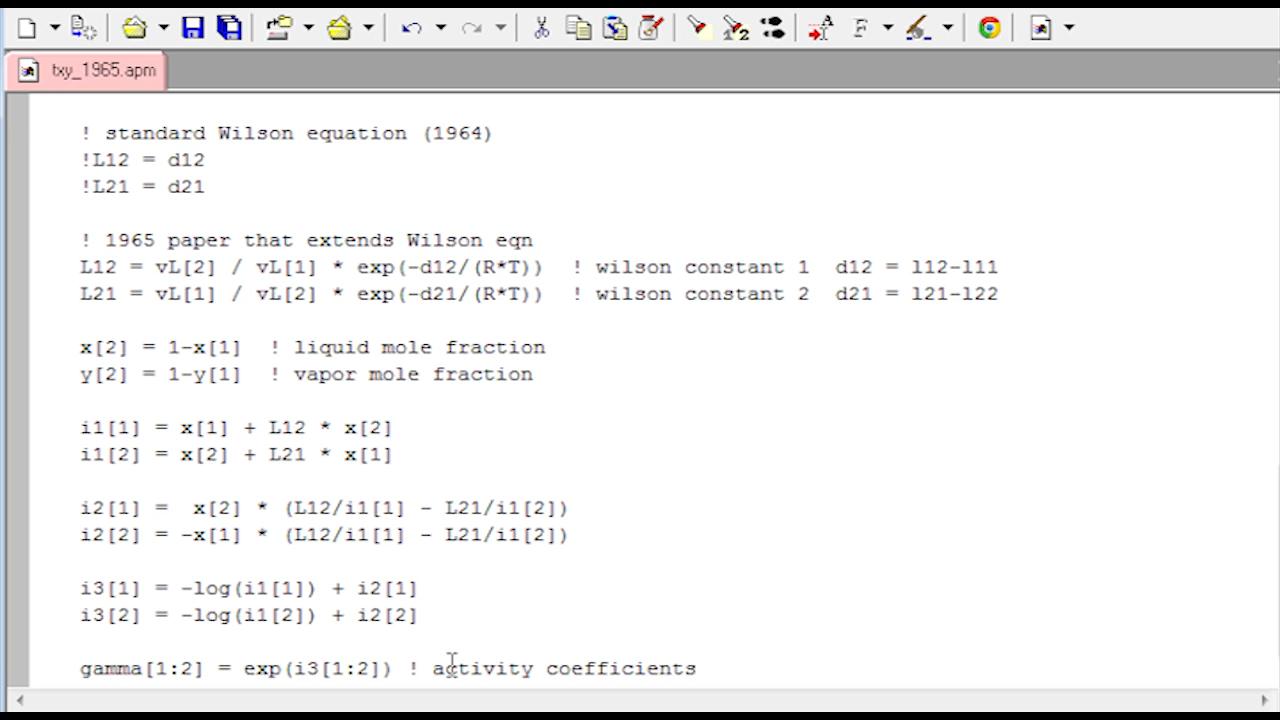 txy_1965.apm
! standard Wilson equation (1964)
!L12 = d12
!L21 = d21
! 1965 paper that extends Wilson eqn
L12 = vL[2] / vL[1] * exp(-d12/(R*T))  ! wilson constant 1  d12 = l12-l11
L21 = vL[1] / vL[2] * exp(-d21/(R*T))  ! wilson constant 2  d21 = l21-l22
x[2] = 1-x[1]  ! liquid mole fraction
y[2] = 1-y[1]  ! vapor mole fraction
i1[1] = x[1] + L12 * x[2]
i1[2] = x[2] + L21 * x[1]
i2[1] =  x[2] * (L12/i1[1] - L21/i1[2])
i2[2] = -x[1] * (L12/i1[1] - L21/i1[2])
i3[1] = -log(i1[1]) + i2[1]
i3[2] = -log(i1[2]) + i2[2]
gamma[1:2] = exp(i3[1:2]) ! activity coefficients